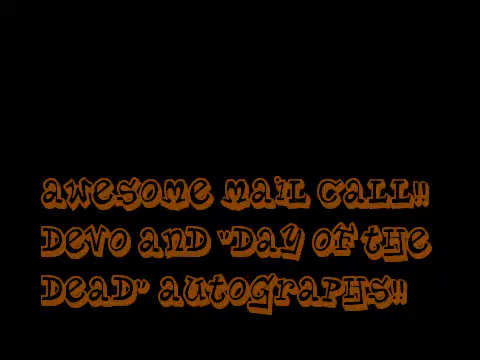 AWESOME MAIL CALL!!
DEVO AND "DAY OF THE
DEAD" AUTOGRAPHS!!